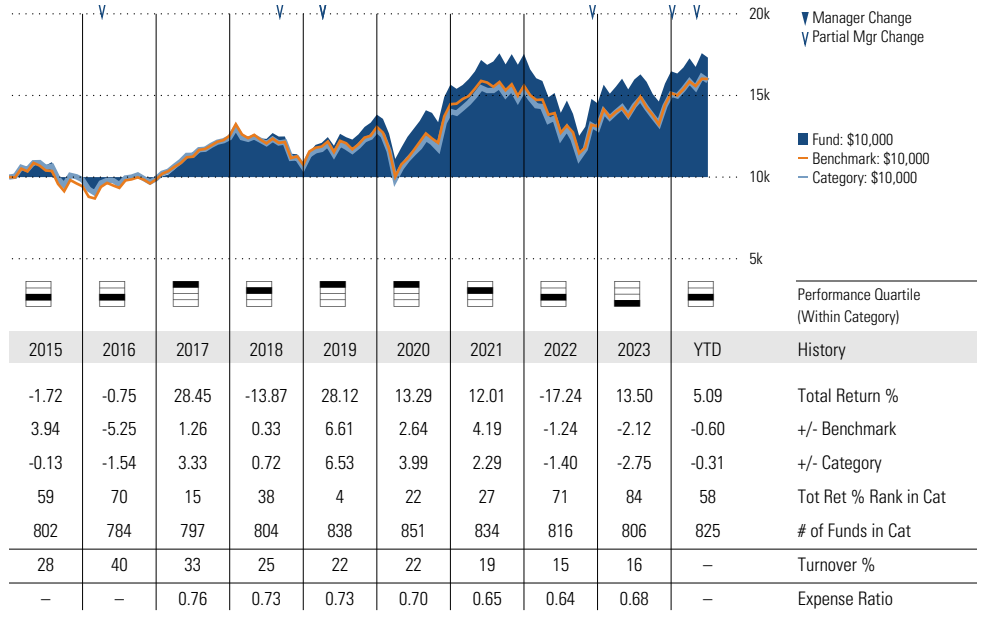 20k
Manager Change
Partial Mgr Change
15k
Fund: $10,000
Benchmark: $10,000
Category: $10,000
10k
5k
Performance Quartile
(Within Category)
2015 2016 2017 2018 2019 2020 2021 2022 2023 YTD History
-1.72 -0.75 28.45 -13.87 28.12 13.29 12.01 -17.24 13.50 5.09 Total Return %
3.94 -5.25 1.26 0.33 6.61 2.64 4.19 -1.24 -2.12 -0.60 +/- Benchmark
-0.13 -1.54 3.33 0.72 6.53 3.99 2.29 -1.40 -2.75 -0.31 +/- Category
59 70 15 38 4 22 27 71 84 58 Tot Ret % Rank in Cat
802 784 797 804 838 851 834 816 806 825 # of Funds in Cat
28 40 33 25 22 22 19 15 16 – Turnover %
– – 0.76 0.73 0.73 0.70 0.65 0.64 0.68 – Expense Ratio